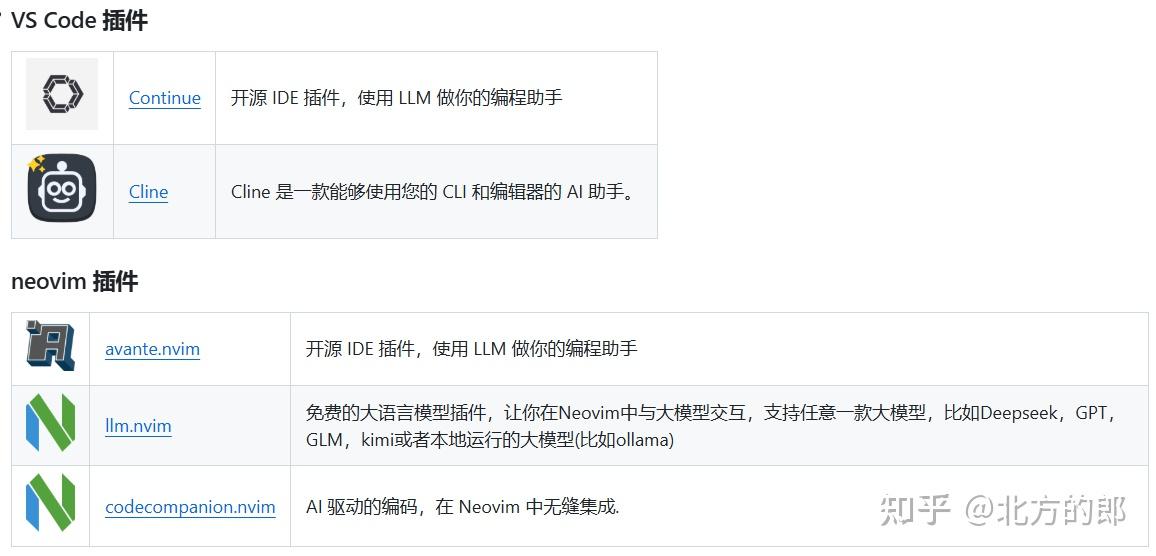 VS Code 插件
Continue 开源 IDE 插件，使用 LLM 做你的编程助手
Cline Cline 是一款能够使用您的 CLI 和编辑器的 AI 助手。
neovim 插件
avante.nvim 开源 IDE 插件，使用 LLM 做你的编程助手
llm.nvim 免费的大语言模型插件，让你在Neovim中与大模型交互，支持任意一款大模型，比如Deepseek，GPT，
GLM，kimi或者本地运行的大模型(比如ollama)
codecompanion.nvim AI 驱动的编码，在 Neovim 中无缝集成.
知乎 @北方的郎